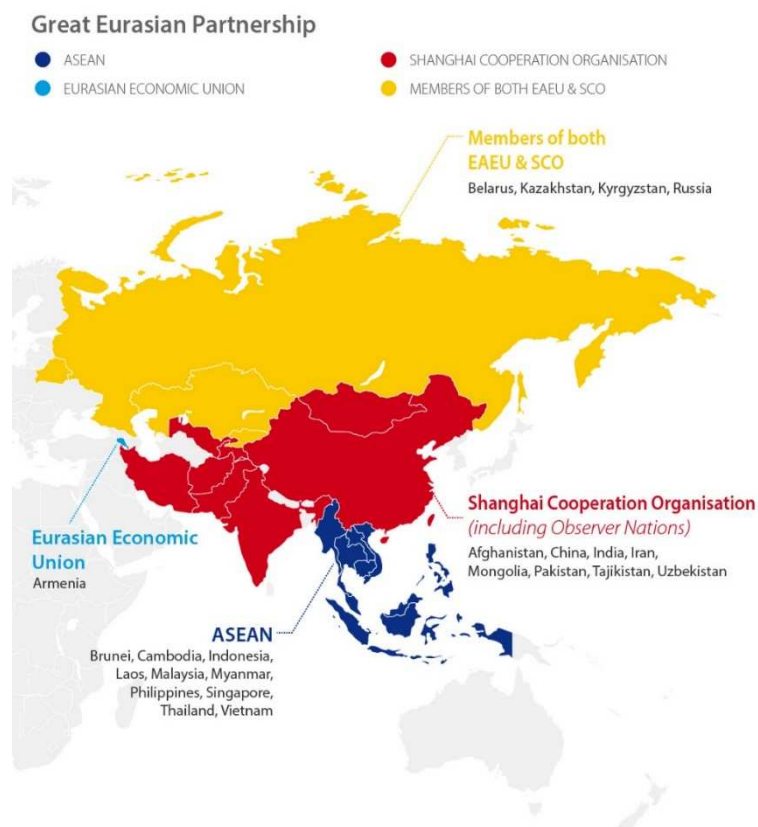 Great Eurasian Partnership
ASEAN
SHANGHAI COOPERATION ORGANISATION
EURASIAN ECONOMIC UNION
MEMBERS OF BOTH EAEU & SCO
Members of both
EAEU & SCO
Belarus, Kazakhstan, Kyrgyzstan, Russia
Shanghai Cooperation Organisation
(including Observer Nations)
Afghanistan, China, India, Iran,
Mongolia, Pakistan, Tajikistan, Uzbekistan
Eurasian Economic
Union
Armenia
ASEAN
Brunei, Cambodia, Indonesia,
Laos, Malaysia, Myanmar,
Philippines, Singapore,
Thailand, Vietnam